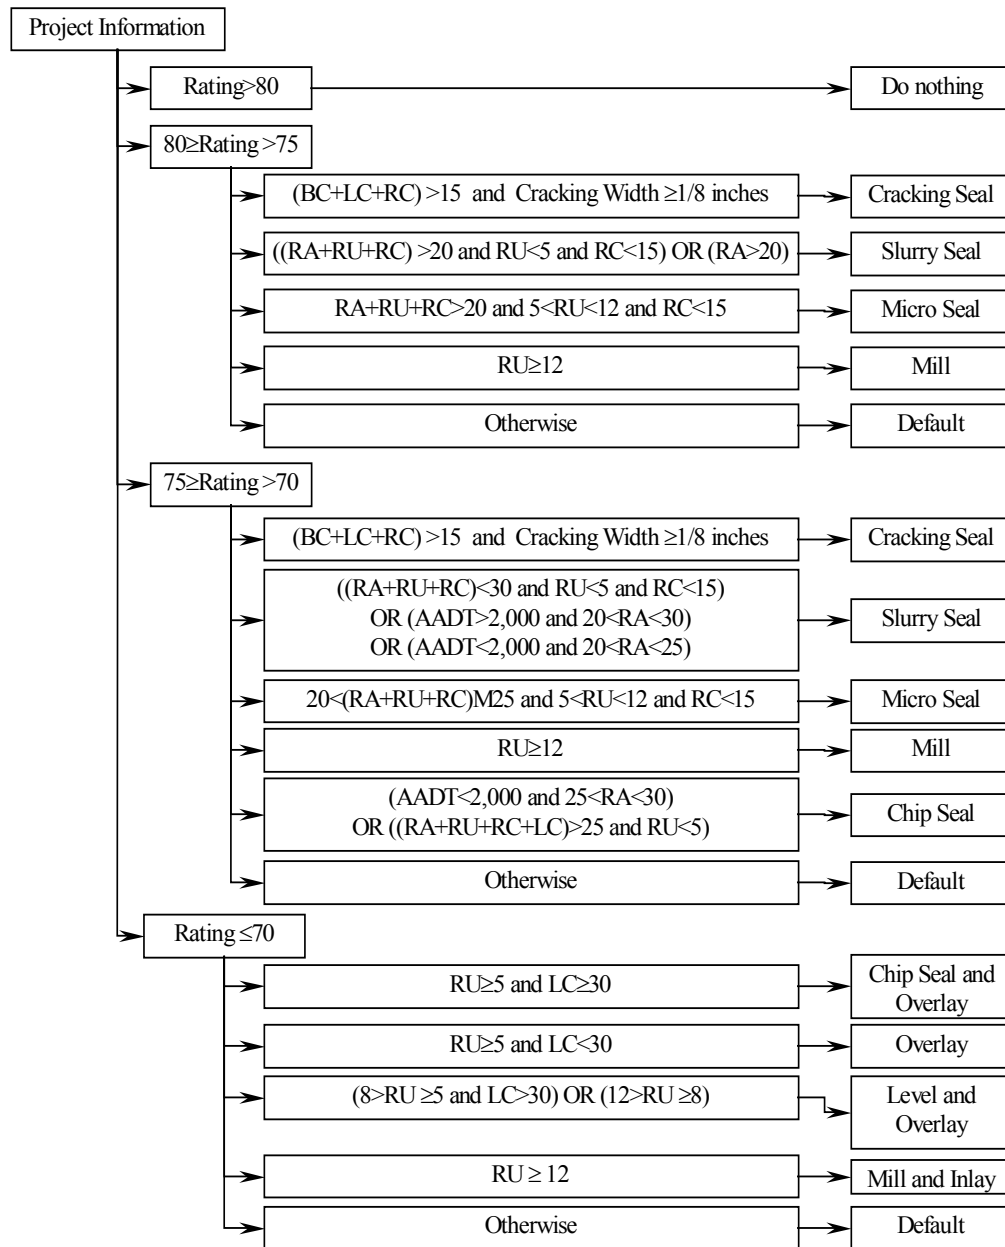 Project Information
Rating>80
Do nothing
80≥Rating >75
(BC+LC+RC) >15 and Cracking Width ≥1/8 inches
Cracking Seal
((RA+RU+RC) >20 and RU<5 and RC<15) OR (RA>20)
Slurry Seal
RA+RU+RC>20 and 5<RU<12 and RC<15
Micro Seal
RU≥12
Mill
Otherwise
Default
75≥Rating >70
(BC+LC+RC) >15 and Cracking Width ≥1/8 inches
Cracking Seal
((RA+RU+RC)<30 and RU<5 and RC<15)
OR (AADT>2,000 and 20<RA<30)
OR (AADT<2,000 and 20<RA<25)
Slurry Seal
20<(RA+RU+RC)M25 and 5<RU<12 and RC<15
Micro Seal
RU≥12
Mill
(AADT<2,000 and 25<RA<30)
OR ((RA+RU+RC+LC)>25 and RU<5)
Chip Seal
Otherwise
Default
Rating ≤70
RU≥5 and LC≥30
Chip Seal and
Overlay
RU≥5 and LC<30
Overlay
(8>RU ≥5 and LC>30) OR (12>RU ≥8)
Level and
Overlay
RU ≥ 12
Mill and Inlay
Otherwise
Default